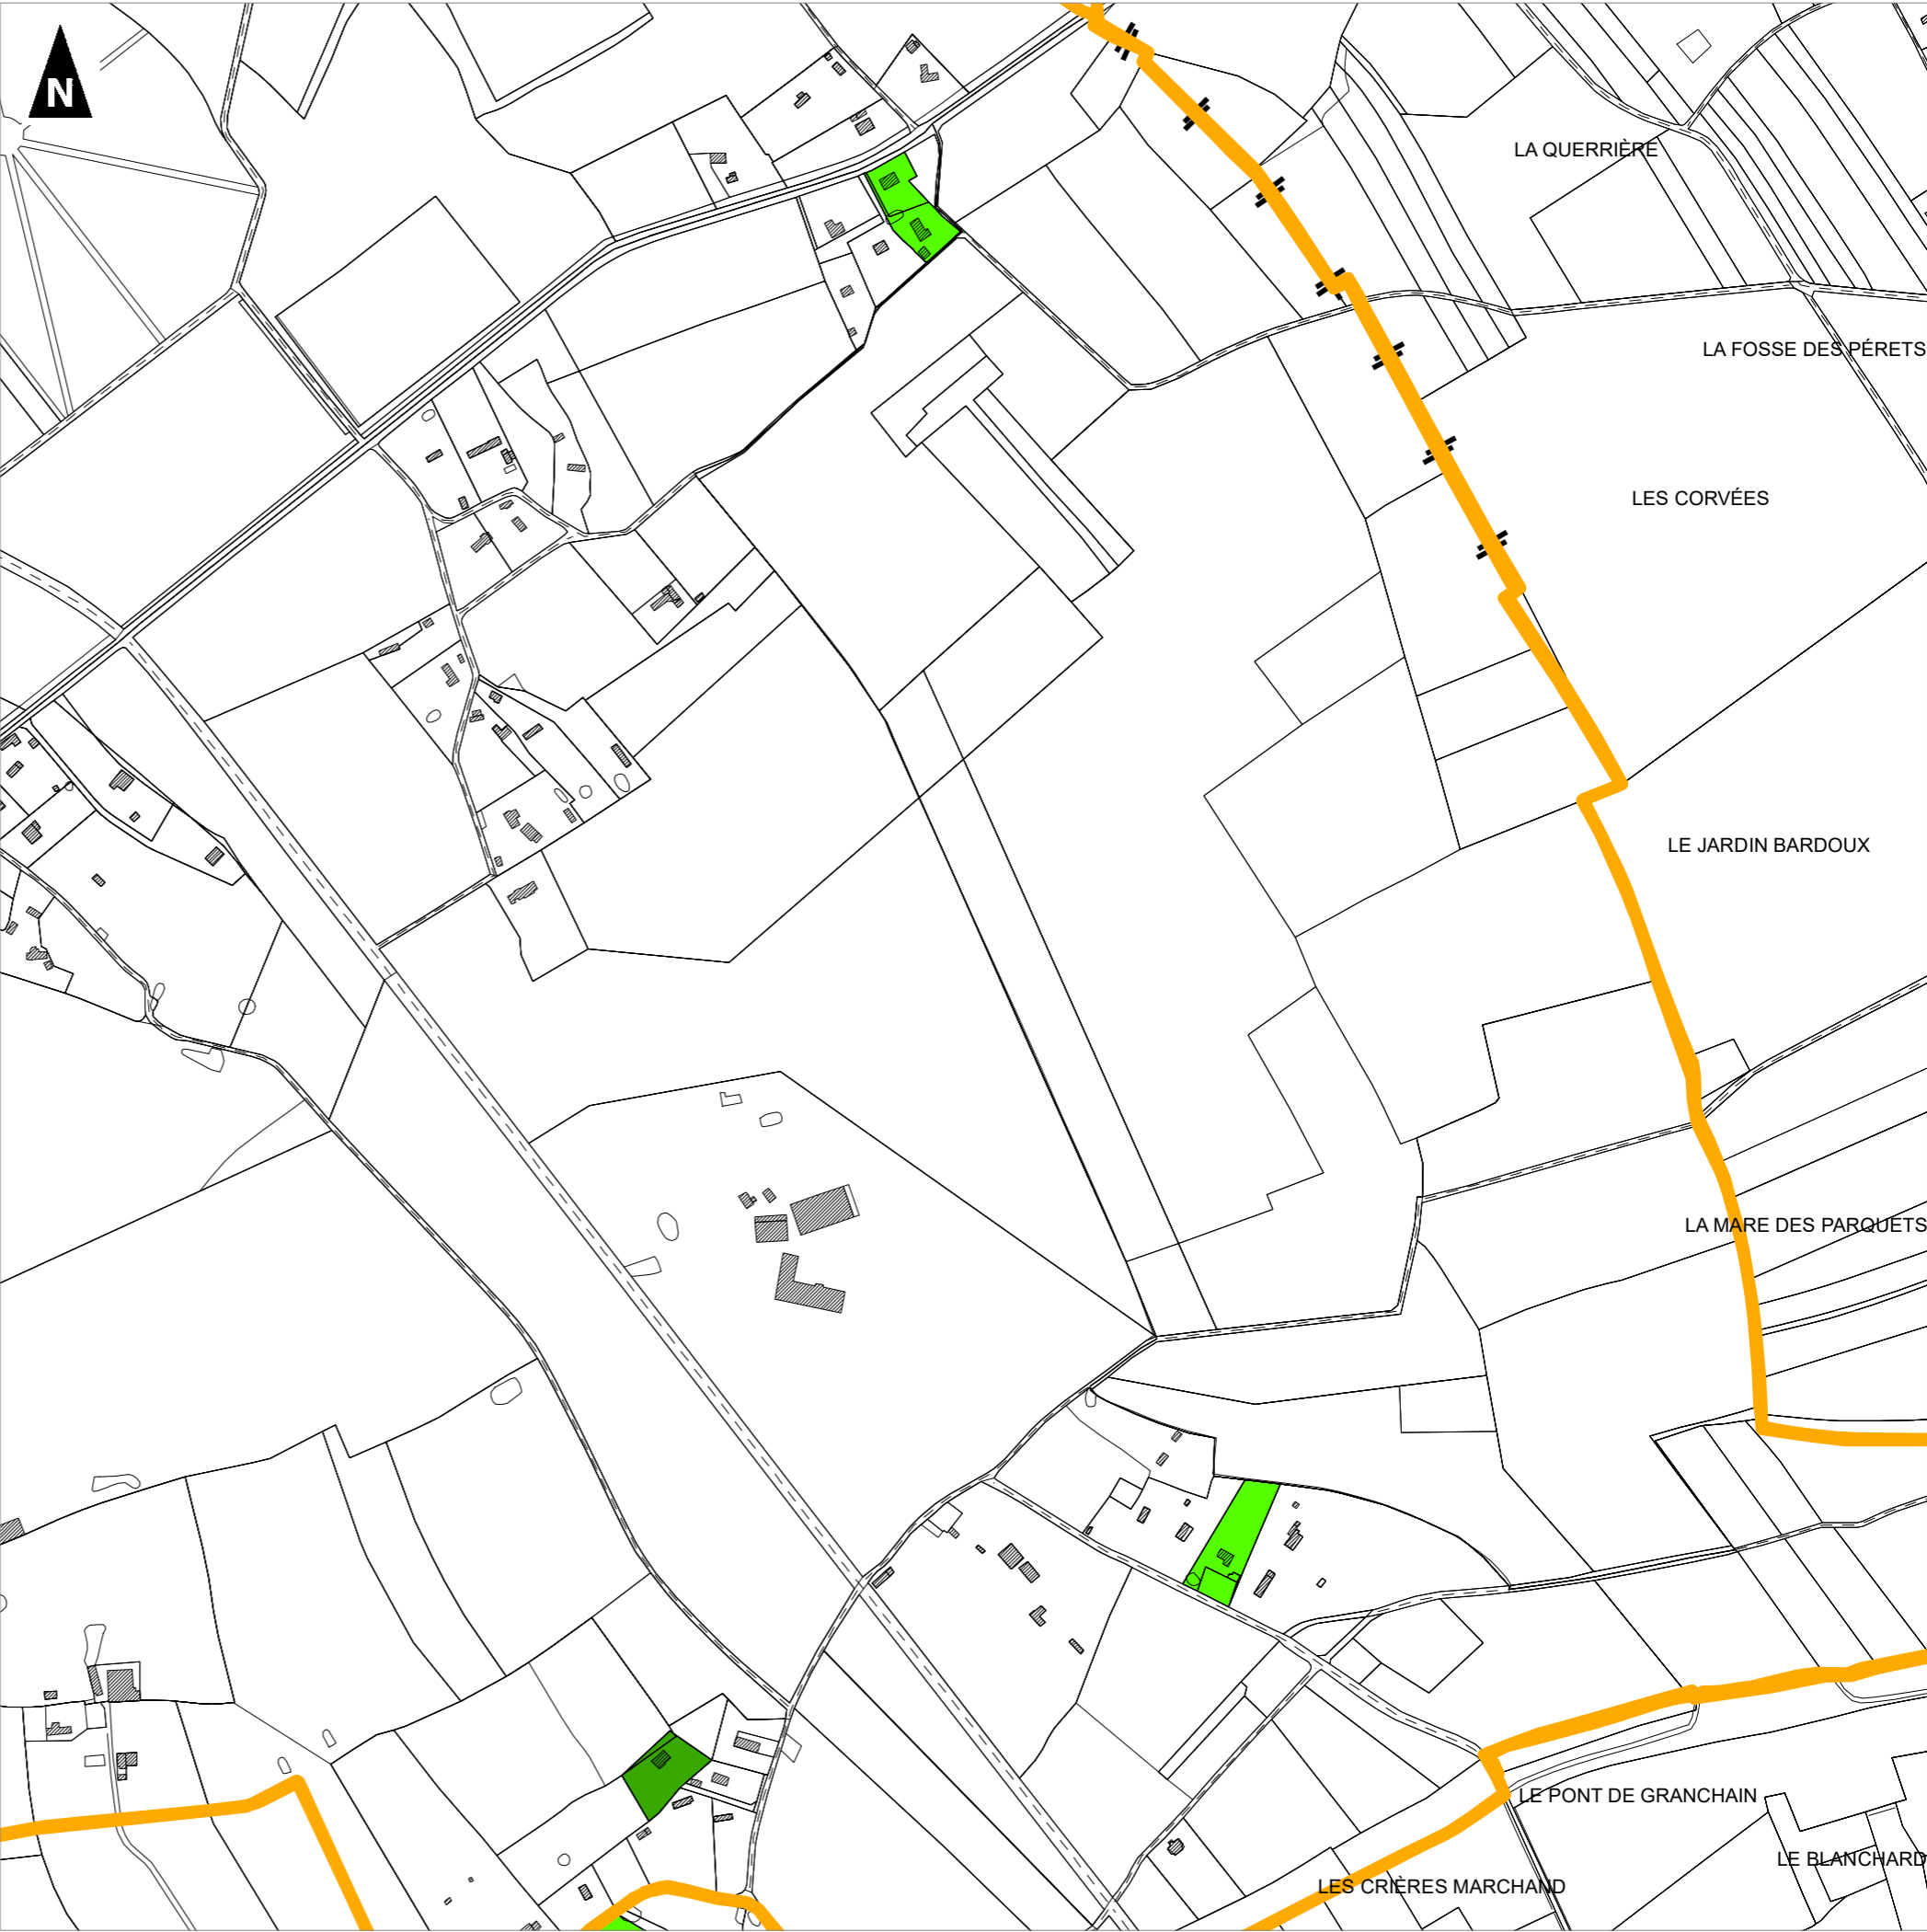 N
LA QUERRIÈRE
LA FOSSE DES PÉRETS
LES CORVÉES
LE JARDIN BARDOUX
LA MARE DES PARQUETS
LE PONT DE GRANCHAIN
LE BLANCHARD
LES CRIÈRES MARCHAND